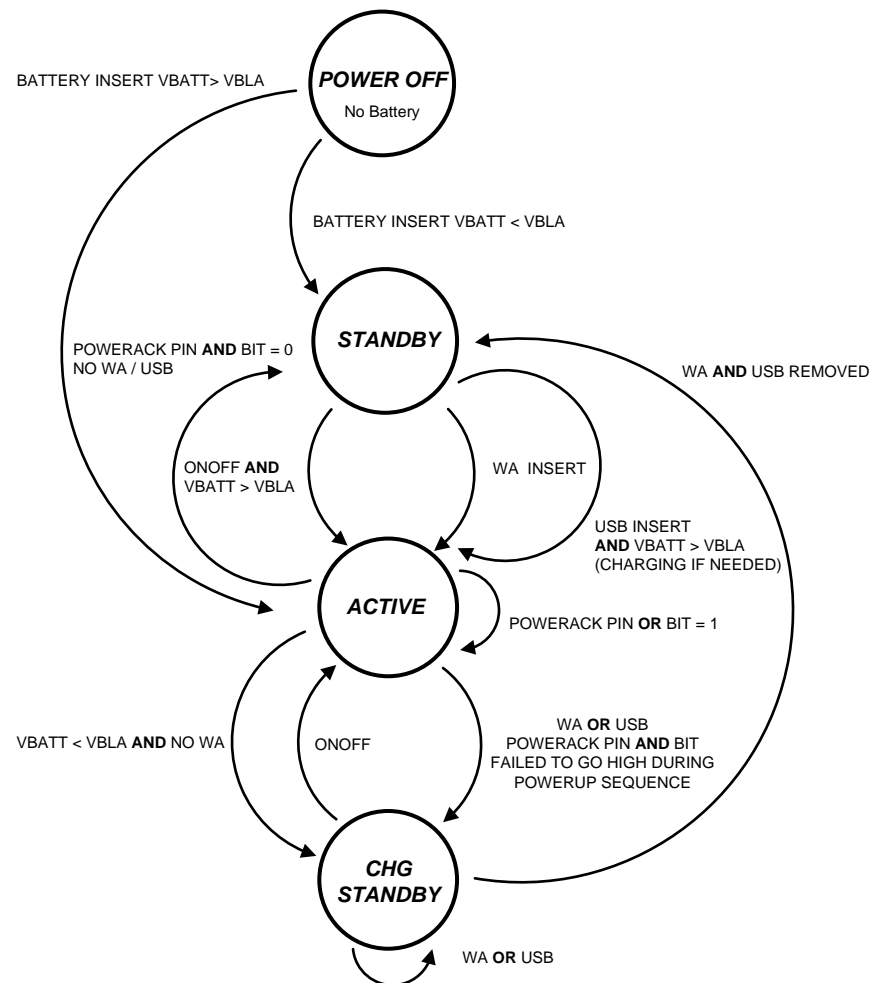 POWER OFF
No Battery
BATTERY INSERT VBATT> VBLA
BATTERY INSERT VBATT < VBLA
STANDBY
POWERACK PIN AND BIT = 0
NO WA / USB
WA AND USB REMOVED
ONOFF AND
VBATT > VBLA
WA INSERT
USB INSERT
AND VBATT > VBLA
(CHARGING IF NEEDED)
ACTIVE
POWERACK PIN OR BIT = 1
VBATT < VBLA AND NO WA
ONOFF
WA OR USB
POWERACK PIN AND BIT
FAILED TO GO HIGH DURING
POWERUP SEQUENCE
CHG
STANDBY
WA OR USB